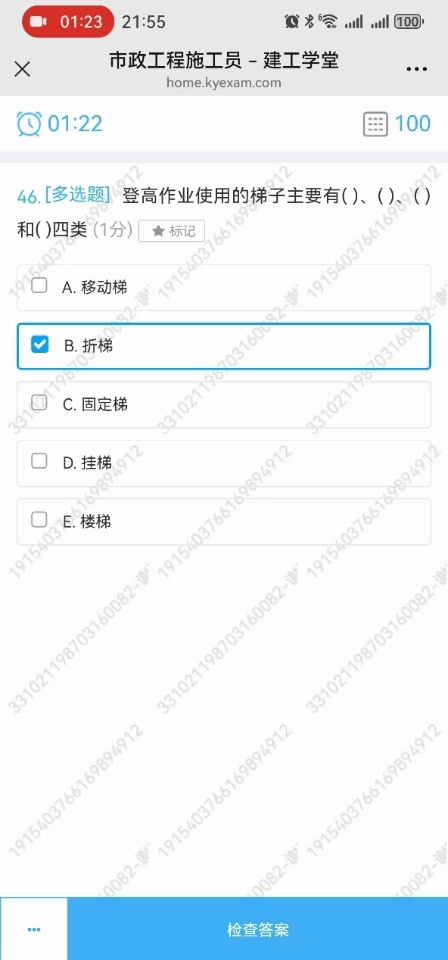 01:23 21:55 6 100
市政工程施工员 – 建工学堂
home.kyexam.com
01:22 100
46. [多选题] 登高作业使用的梯子主要有( )、( )、( )
和( )四类 (1分) ★ 标记
A. 移动梯
B. 折梯
C. 固定梯
D. 挂梯
E. 楼梯
191540376616989​4912
331021198703160082
检查答案